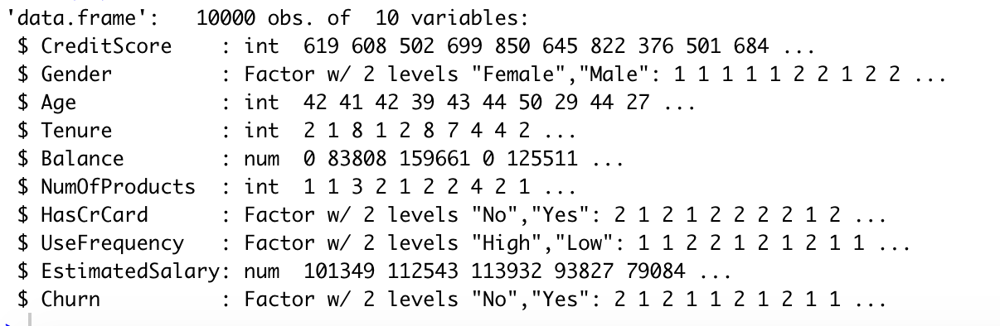 'data.frame':   10000 obs. of  10 variables:
 $ CreditScore    : int  619 608 502 699 850 645 822 376 501 684 ...
 $ Gender         : Factor w/ 2 levels "Female","Male": 1 1 1 1 1 2 2 1 2 2 ...
 $ Age            : int  42 41 42 39 43 44 50 29 44 27 ...
 $ Tenure         : int  2 1 8 1 2 8 7 4 4 2 ...
 $ Balance        : num  0 83808 159661 0 125511 ...
 $ NumOfProducts  : int  1 1 3 2 1 2 2 4 2 1 ...
 $ HasCrCard      : Factor w/ 2 levels "No","Yes": 2 1 2 1 2 2 2 2 1 2 ...
 $ UseFrequency   : Factor w/ 2 levels "High","Low": 1 1 2 2 1 2 1 2 1 1 ...
 $ EstimatedSalary: num  101349 112543 113932 93827 79084 ...
 $ Churn          : Factor w/ 2 levels "No","Yes": 2 1 2 1 1 2 1 2 1 1 ...